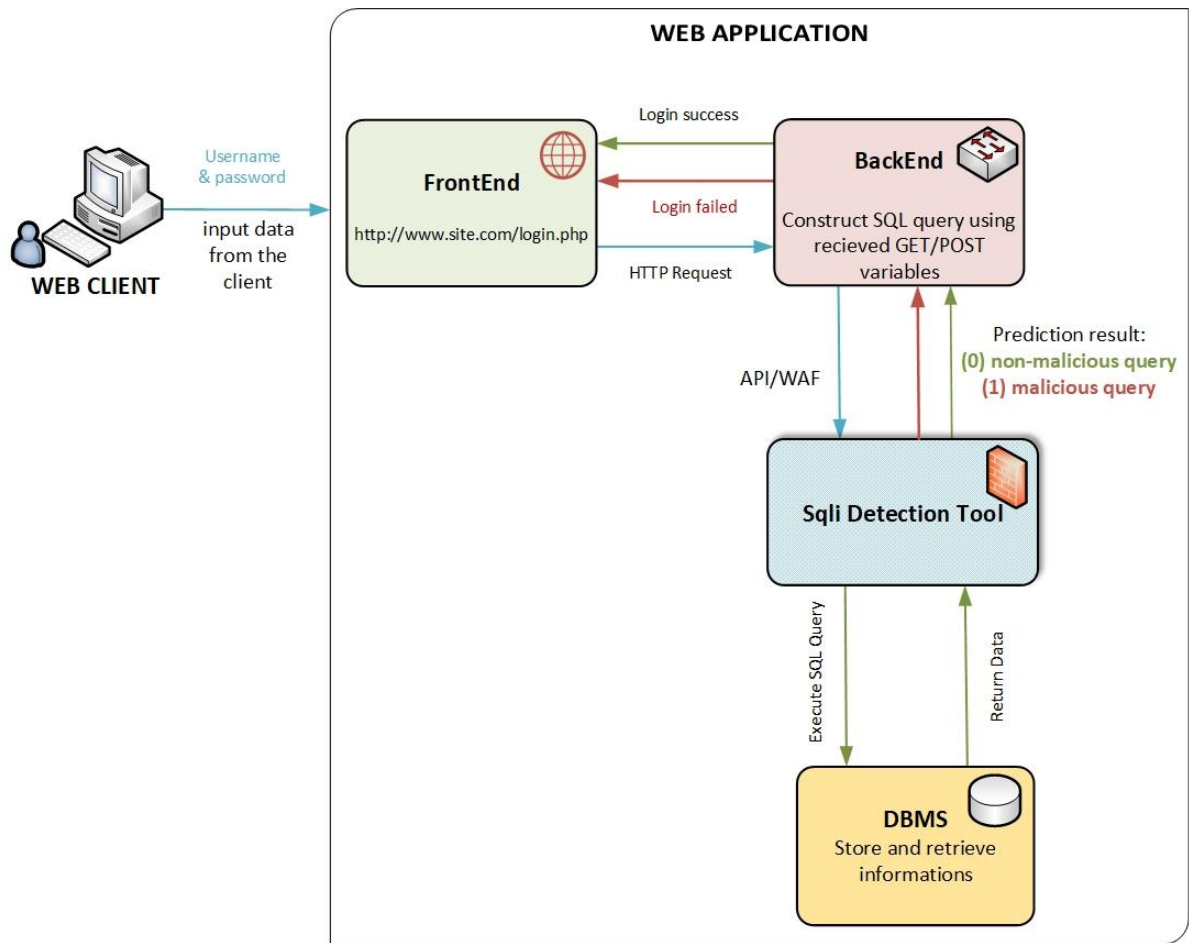 WEB APPLICATION
Username
& password
input data
from the
client
WEB CLIENT
FrontEnd
http://www.site.com/login.php
Login success
Login failed
HTTP Request
BackEnd
Construct SQL query using
recieved GET/POST
variables
API/WAF
Prediction result:
(0) non-malicious query
(1) malicious query
Sqli Detection Tool
Execute SQL Query
Return Data
DBMS
Store and retrieve
informations